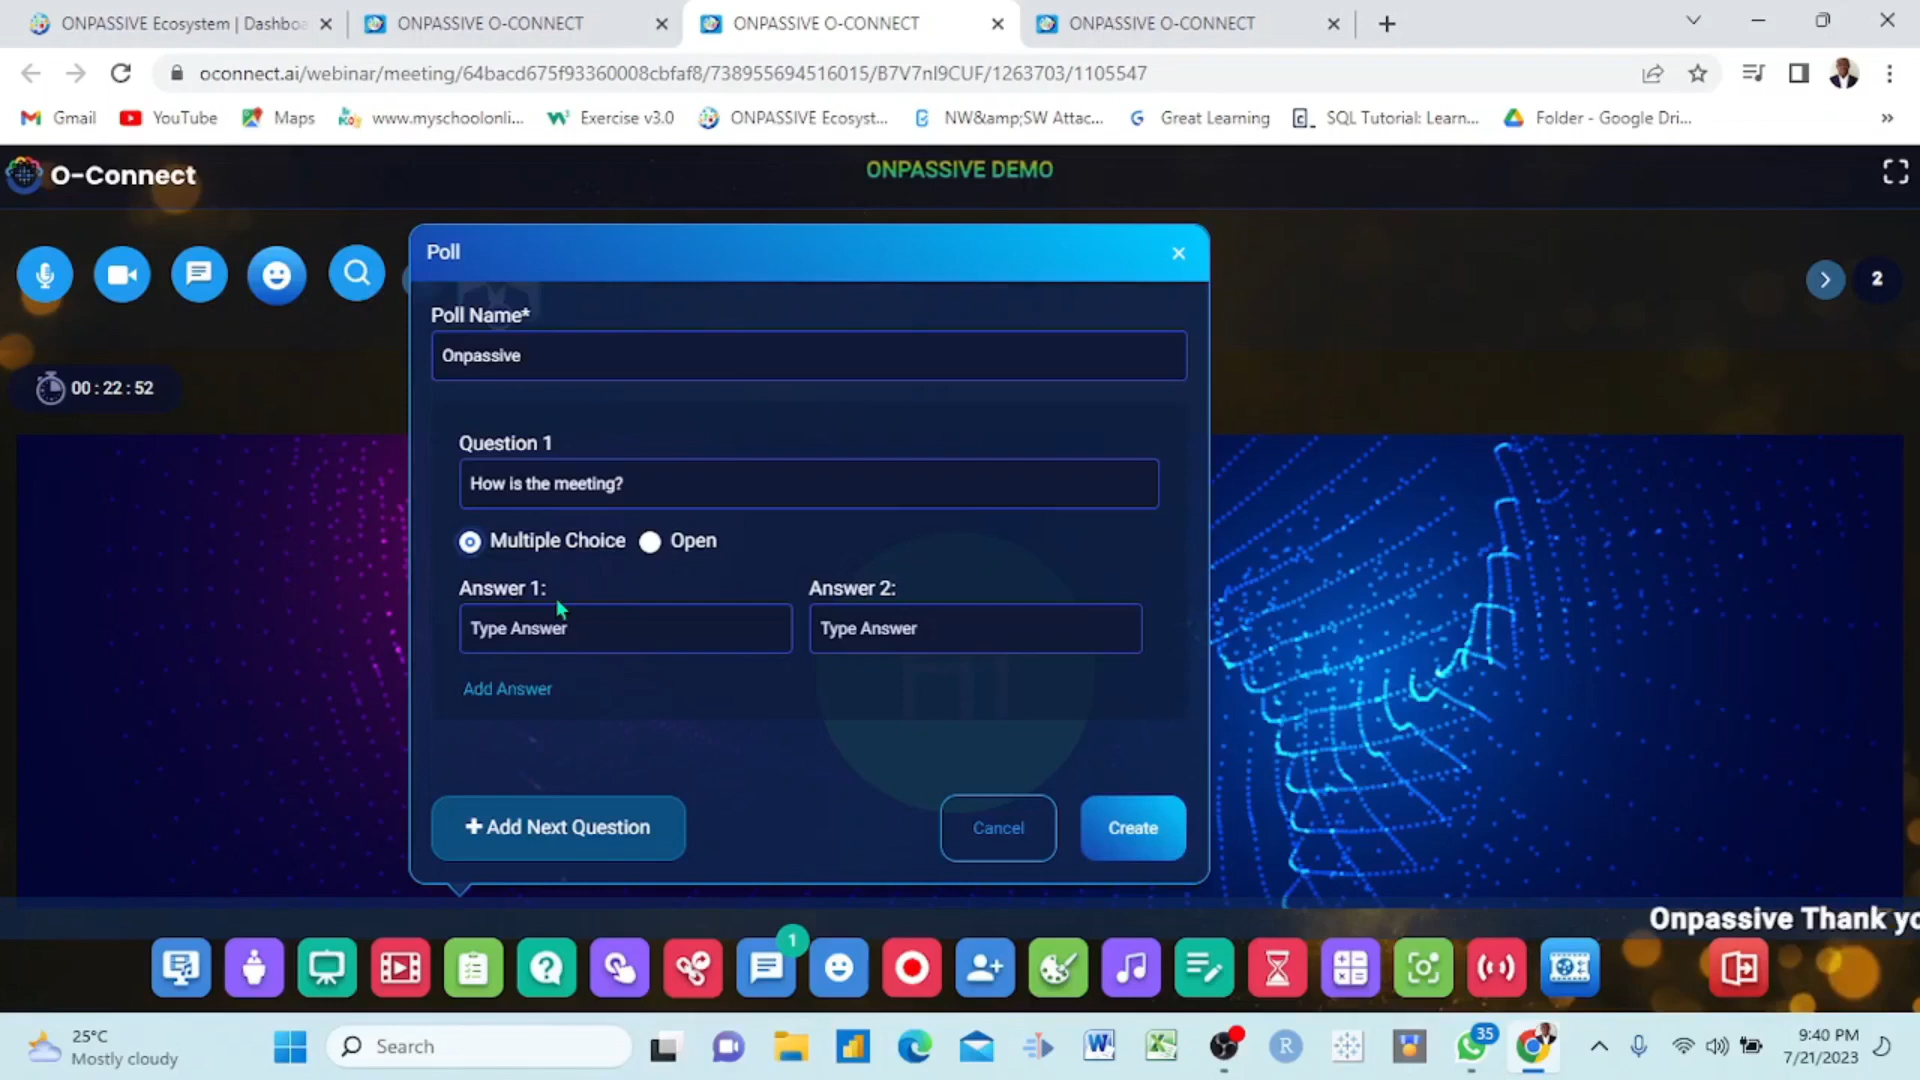 ONPASSIVE Ecosystem | Dashboa
ONPASSIVE O-CONNECT
ONPASSIVE O-CONNECT
ONPASSIVE O-CONNECT
oconnect.ai/webinar/meeting/64bacd675f93360008cbfaf8/738955694516015/B7V7nI9CUF/1263703/1105547
Gmail
YouTube
Maps
www.myschoolonli...
Exercise v3.0
ONPASSIVE Ecosyst...
NW&amp;SW Attac...
Great Learning
SQL Tutorial: Learn...
Folder - Google Dri...
O-Connect
ONPASSIVE DEMO
2
Poll
Poll Name*
Onpassive
00 : 22 : 52
Question 1
How is the meeting?
Multiple Choice
Open
Answer 1:
Answer 2:
Type Answer
Type Answer
Add Answer
+ Add Next Question
Cancel
Create
Onpassive Thank yo
1
25°C
Mostly cloudy
Search
35
9:40 PM
7/21/2023